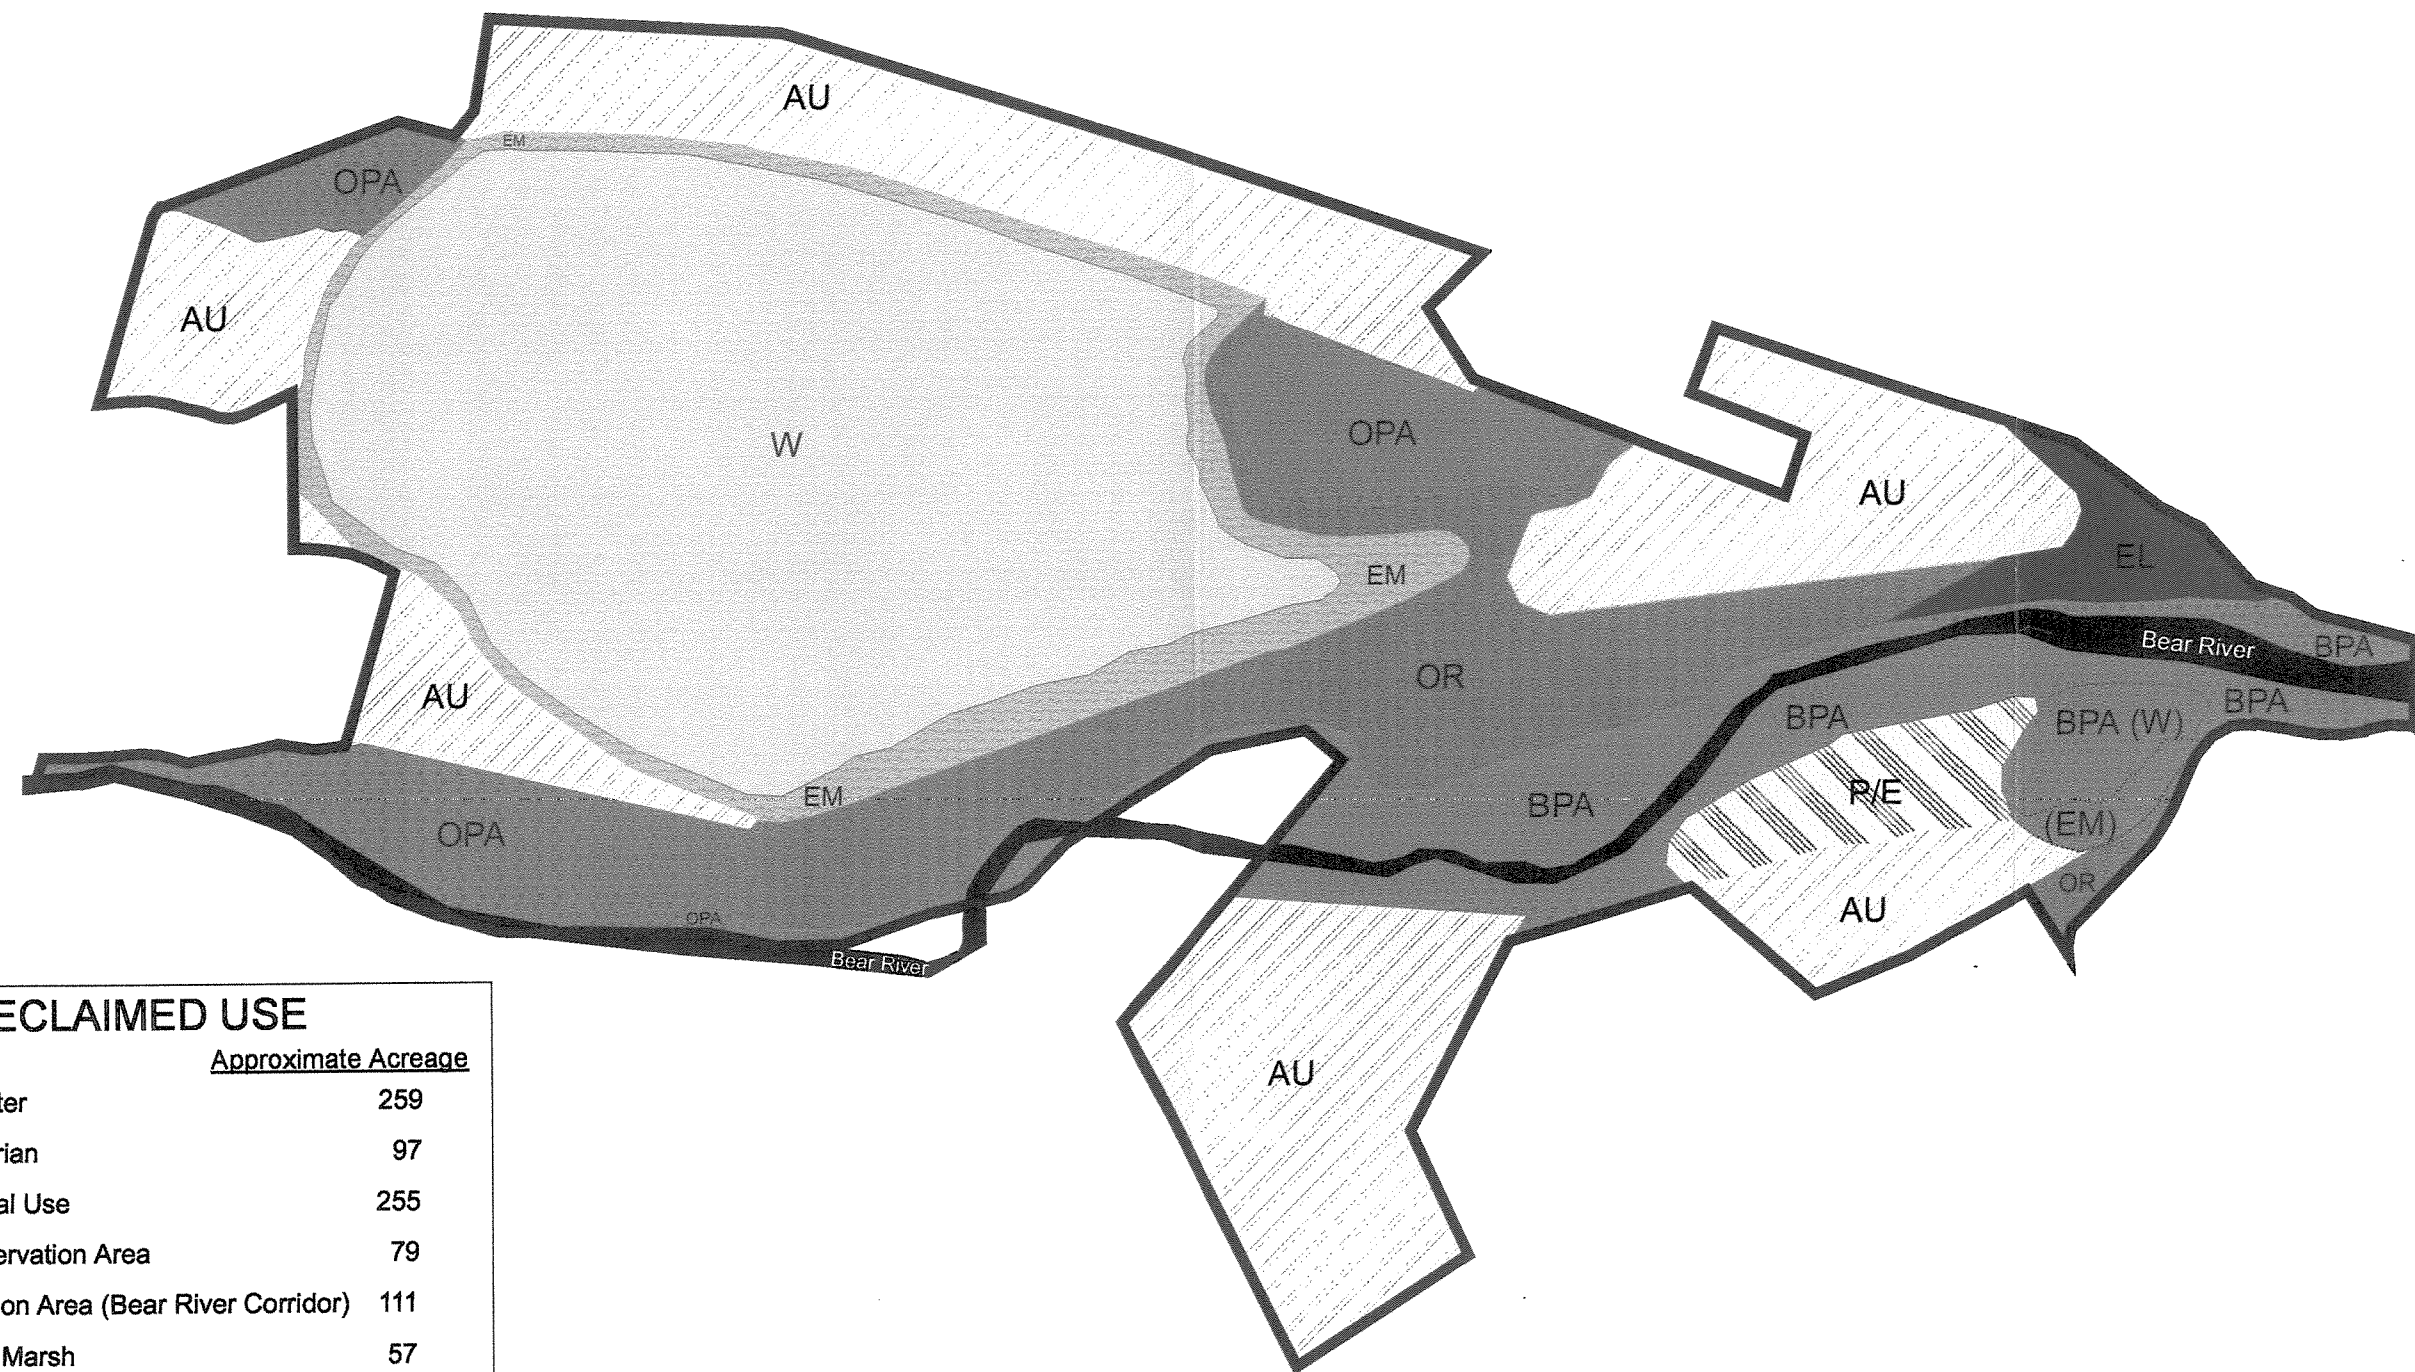 AU
EM
OPA
AU
W
OPA
AU
EM
EL
Bear River
BPA
OR
AU
BPA
BPA (W)
BPA
P/E
EM
BPA
(EM)
OPA
OR
AU
OPA
Bear River
AU
ECLAIMED USE
Approximate Acreage
ter 259
rian 97
al Use 255
ervation Area 79
on Area (Bear River Corridor) 111
Marsh 57